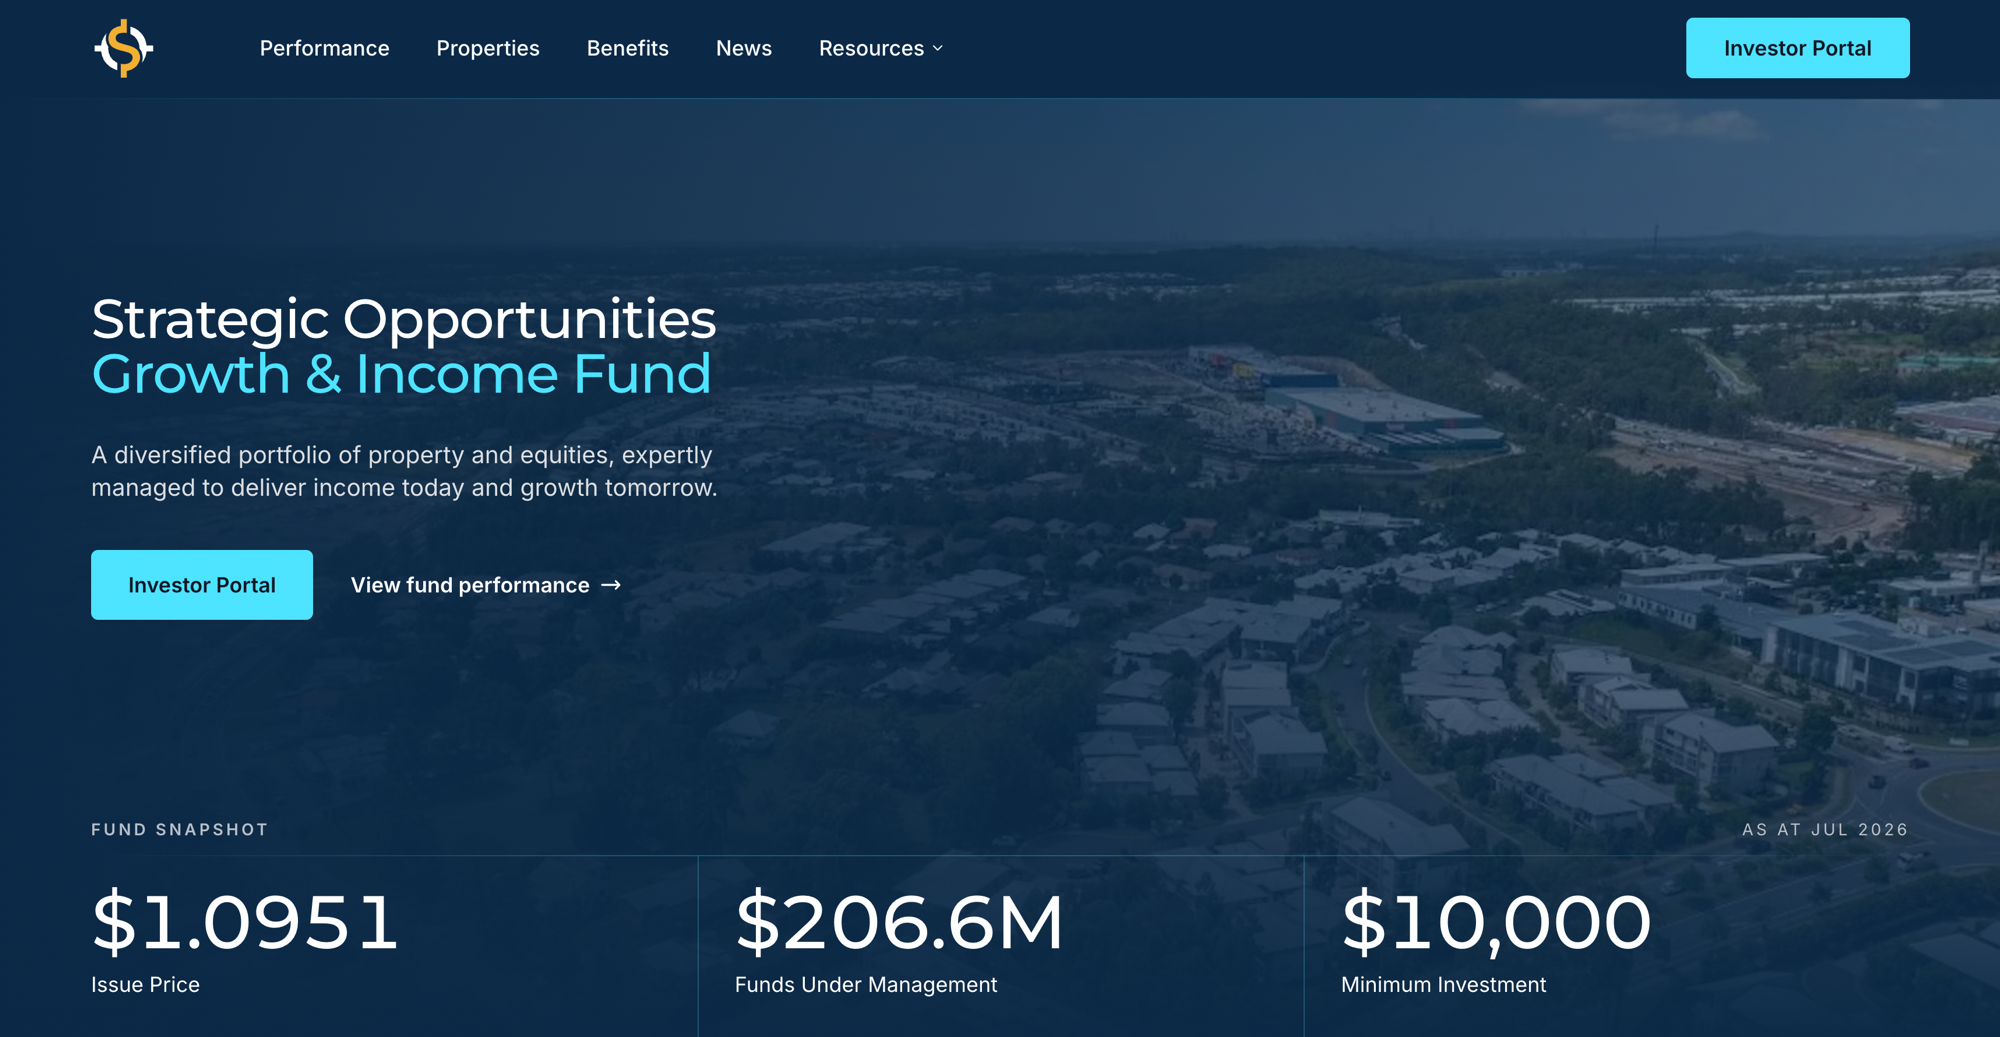 Performance
Properties
Benefits
News
Resources
Investor Portal
Strategic Opportunities
Growth & Income Fund
A diversified portfolio of property and equities, expertly
managed to deliver income today and growth tomorrow.
Investor Portal
View fund performance →
FUND SNAPSHOT
AS AT JUL 2026
$1.0951
Issue Price
$206.6M
Funds Under Management
$10,000
Minimum Investment